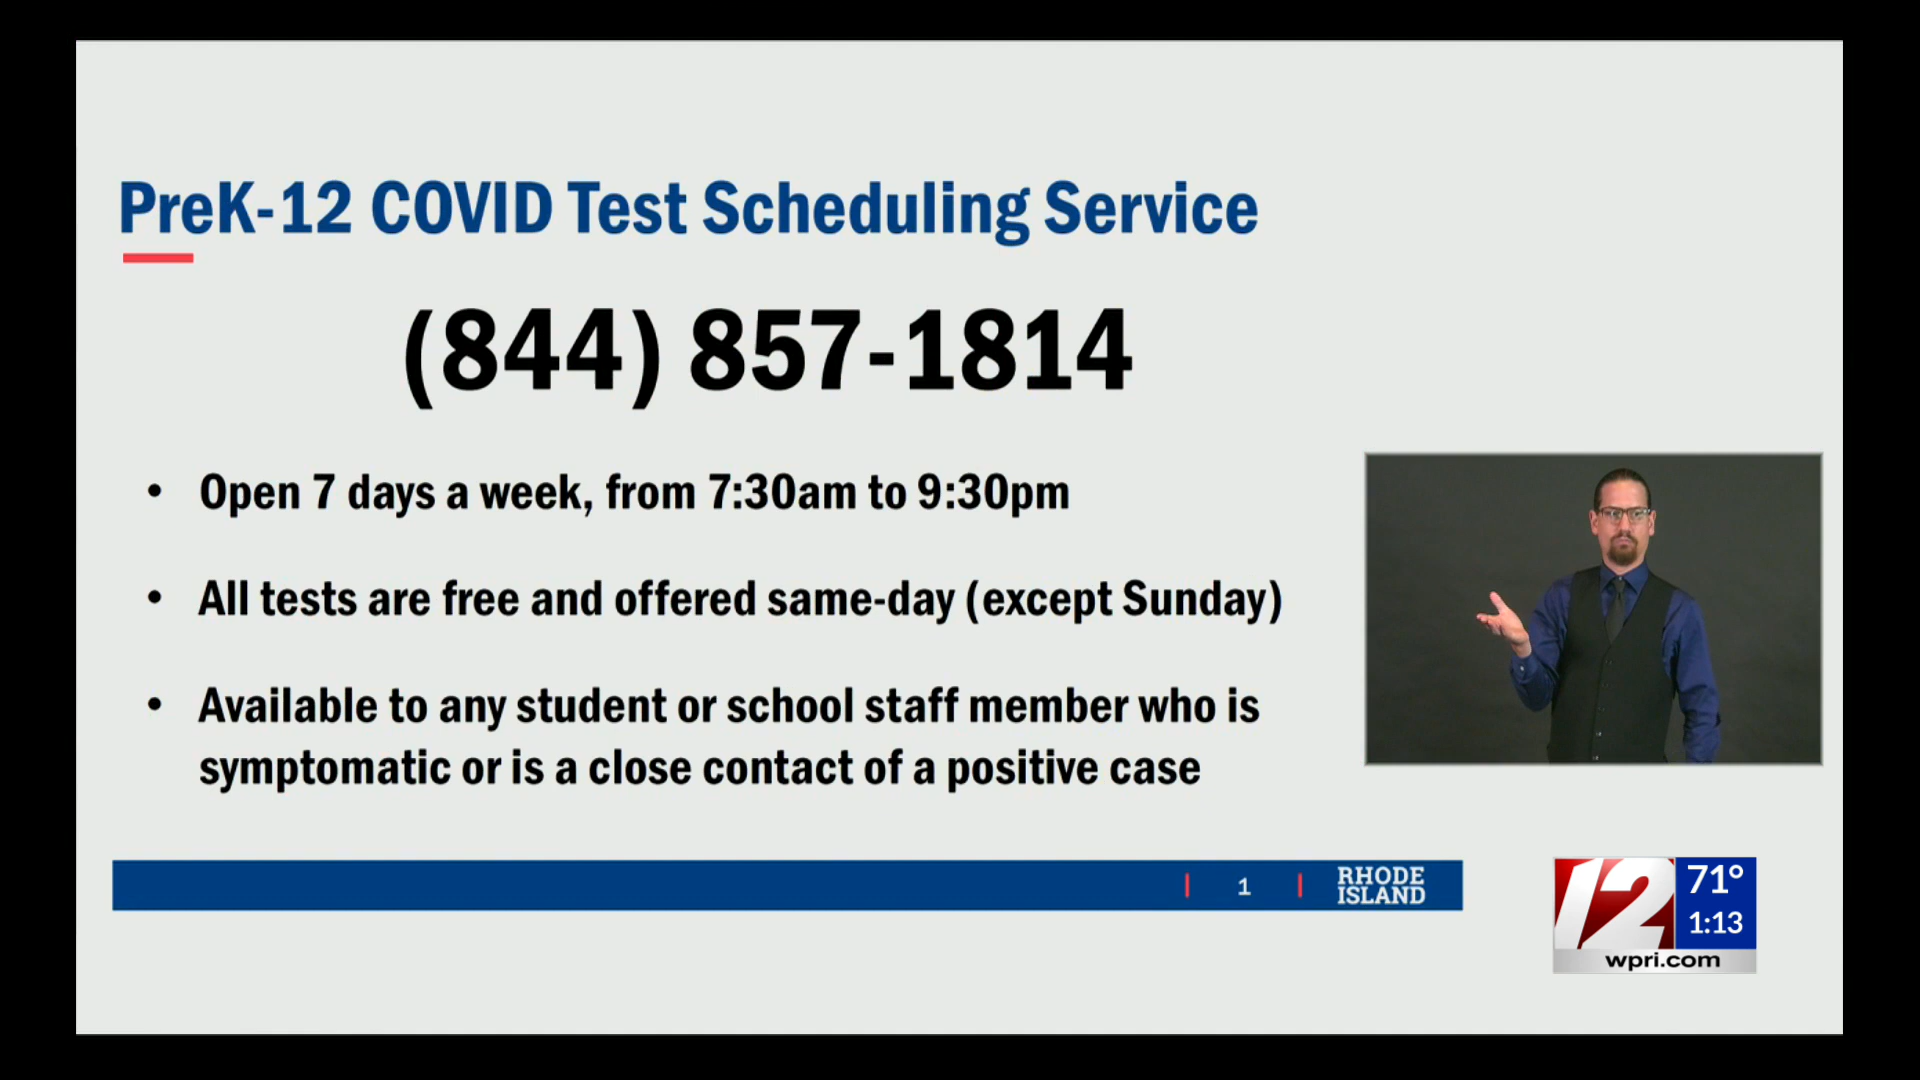 PreK-12 COVID Test Scheduling Service
(844) 857-1814
• Open 7 days a week, from 7:30am to 9:30pm
• All tests are free and offered same-day (except Sunday)
• Available to any student or school staff member who is
symptomatic or is a close contact of a positive case
| 1 | RHODE
ISLAND
12 71°
1:13
wpri.com